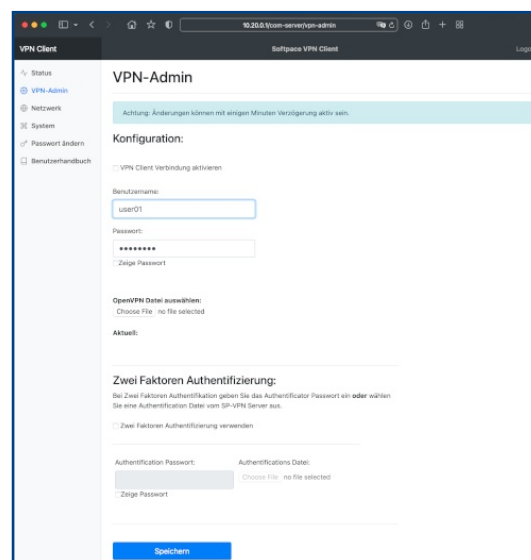 10.20.0.1/com-server/vpn-admin
VPN Client
Softpace VPN Client
Logo
Status
VPN-Admin
Netzwerk
System
Passwort ändern
Benutzerhandbuch
VPN-Admin
Achtung: Änderungen können mit einigen Minuten Verzögerung aktiv sein.
Konfiguration:
VPN Client Verbindung aktivieren
Benutzername:
user01
Passwort:
••••••••
Zeige Passwort
OpenVPN Datei auswählen:
Choose File no file selected
Aktuell:
Zwei Faktoren Authentifizierung:
Bei Zwei Faktoren Authentifikation geben Sie das Authentificator Passwort ein oder wählen
Sie eine Authentification Datei vom SP-VPN Server aus.
Zwei Faktoren Authentifizierung verwenden
Authentification Passwort:
Authentifications Datei:
Choose File no file selected
Zeige Passwort
Speichern